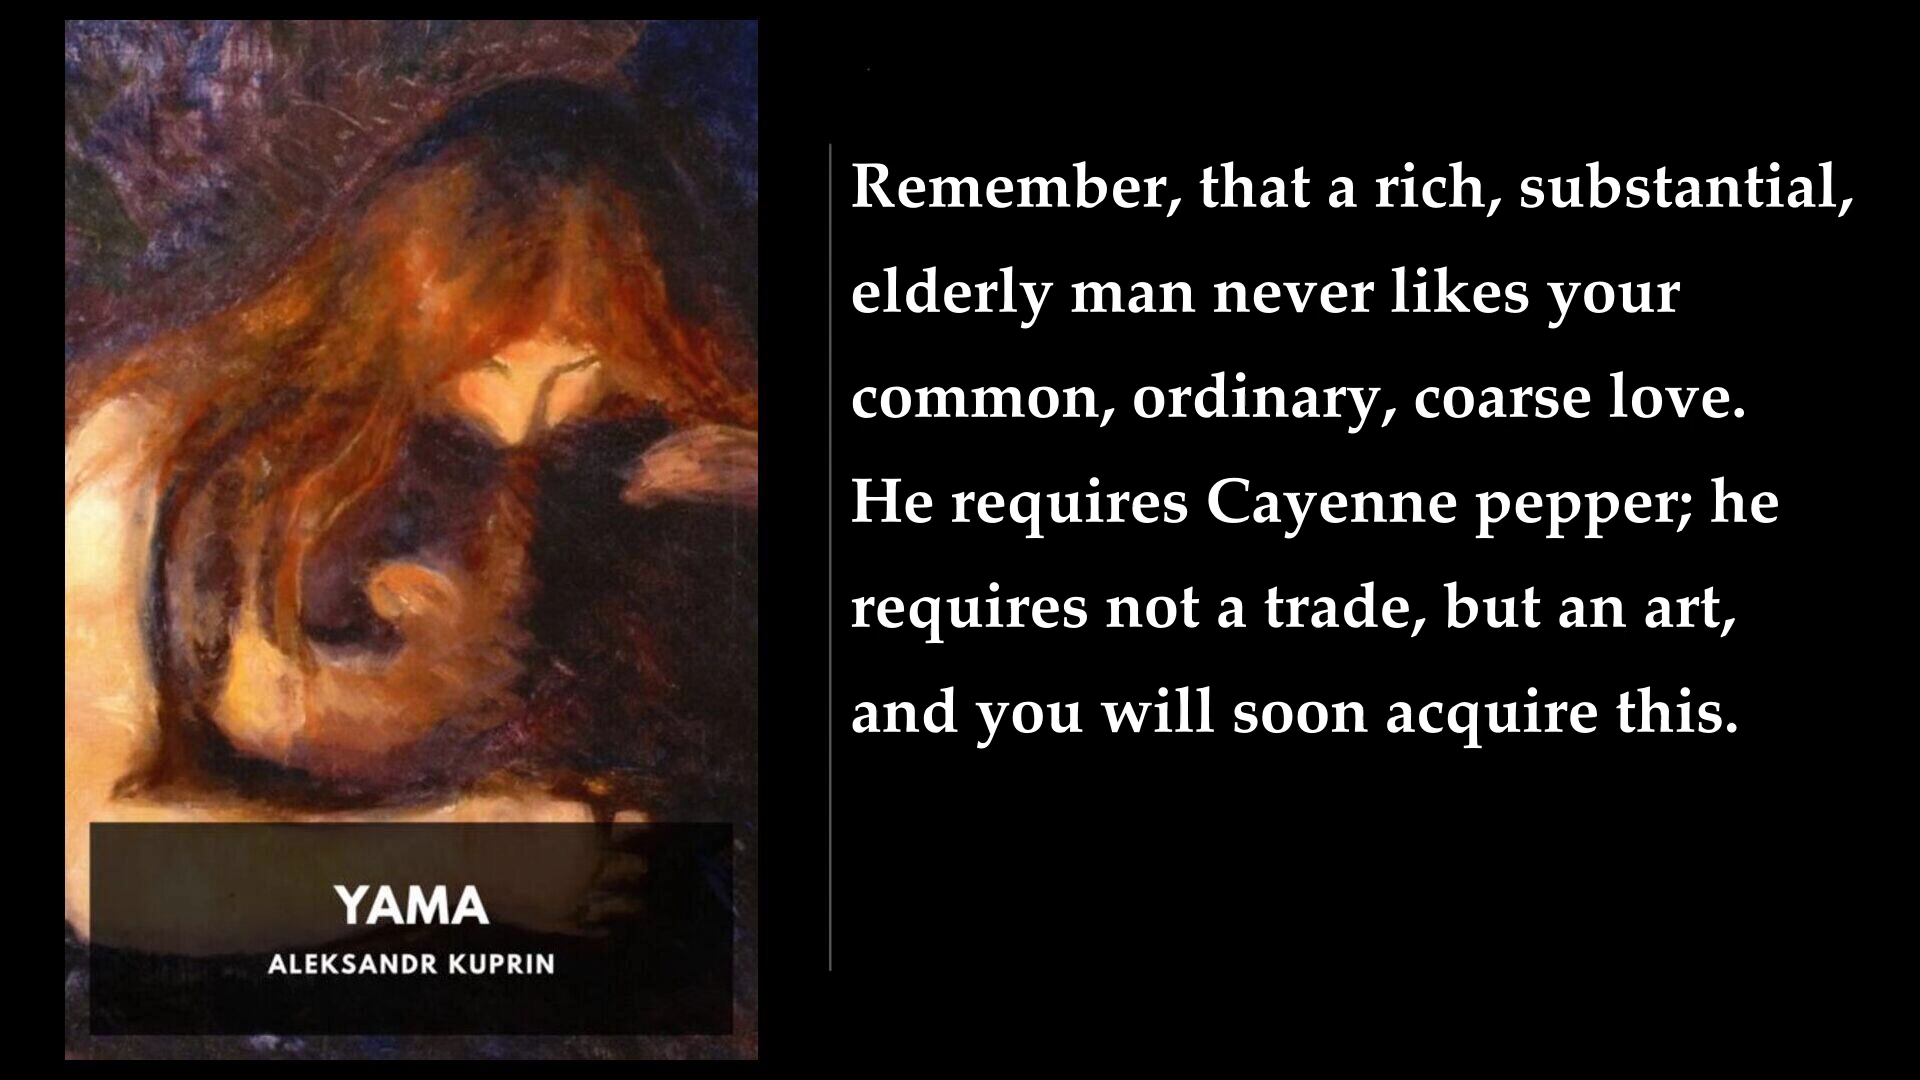 YAMA
ALEKSANDR KUPRIN
Remember, that a rich, substantial,
elderly man never likes your
common, ordinary, coarse love.
He requires Cayenne pepper; he
requires not a trade, but an art,
and you will soon acquire this.